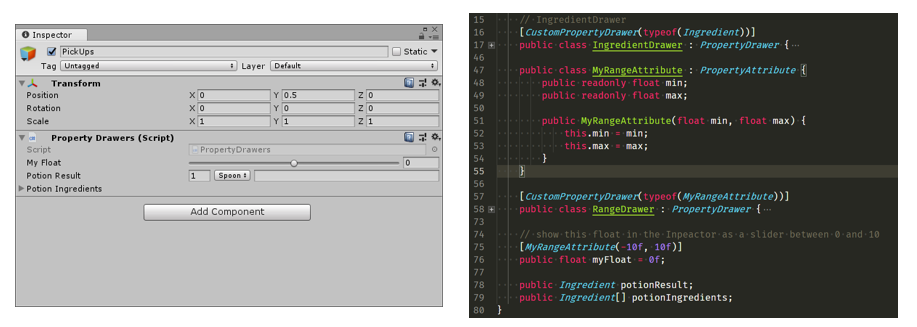 Inspector
PickUps
Static
Tag Untagged Layer Default
Transform
Position X 0 Y 0.5 Z 0
Rotation X 0 Y 0 Z 0
Scale X 1 Y 1 Z 1
Property Drawers (Script)
Script PropertyDrawers
My Float 0
Potion Result 1 Spoon
Potion Ingredients
Add Component
15 // IngredientDrawer
16 [CustomPropertyDrawer(typeof(Ingredient))]
17 public class IngredientDrawer : PropertyDrawer {
46
47 public class MyRangeAttribute : PropertyAttribute {
48 public readonly float min;
49 public readonly float max;
50
51 public MyRangeAttribute(float min, float max) {
52 this.min = min;
53 this.max = max;
54 }
55 }
56
57 [CustomPropertyDrawer(typeof(MyRangeAttribute))]
58 public class RangeDrawer : PropertyDrawer {
73
74 // show this float in the Inpeactor as a slider between 0 and 10
75 [MyRangeAttribute(-10f, 10f)]
76 public float myFloat = 0f;
77
78 public Ingredient potionResult;
79 public Ingredient[] potionIngredients;
80 }